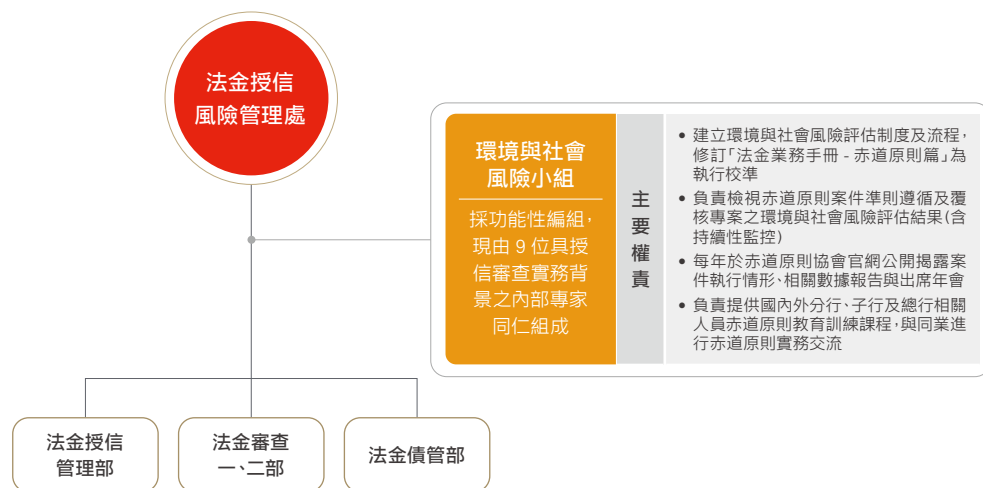 法金授信
風險管理處
環境與社會
風險小組
採功能性編組，
現由 9 位具授
信審查實務背
景之內部專家
同仁組成
主要權責
• 建立環境與社會風險評估制度及流程，
修訂「法金業務手冊 - 赤道原則篇」為
執行校準
• 負責檢視赤道原則案件準則遵循及覆
核專案之環境與社會風險評估結果（含
持續性監控）
• 每年於赤道原則協會官網公開揭露案
件執行情形、相關數據報告與出席年會
• 負責提供國內外分行、子行及總行相關
人員赤道原則教育訓練課程，與同業進
行赤道原則實務交流
法金授信
管理部
法金審查
一、二部
法金債管部